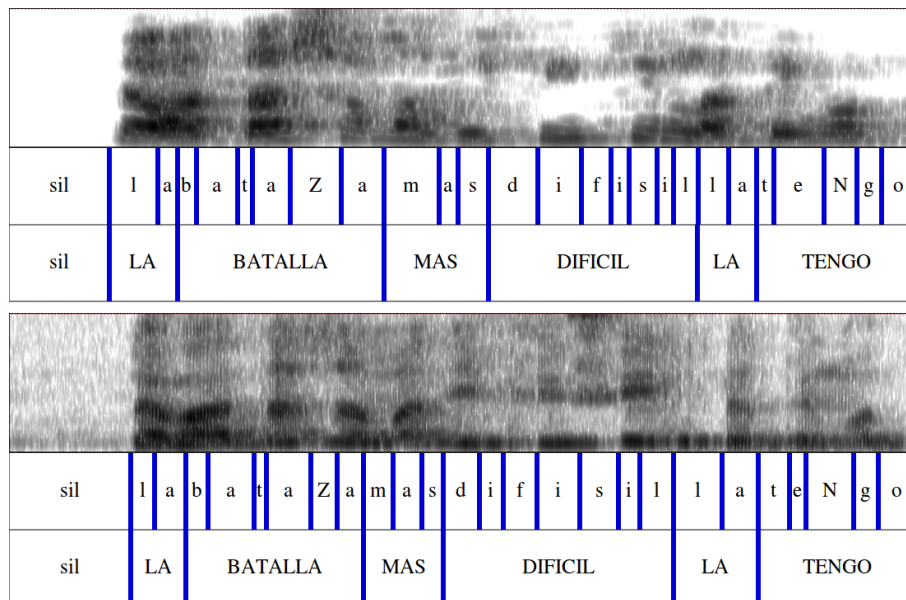 sil l a b a t a Z a m a s d i f i s i l l a t e N g o
sil LA BATALLA MAS DIFICIL LA TENGO
sil l a b a t a Z a m a s d i f i s i l l a t e N g o
sil LA BATALLA MAS DIFICIL LA TENGO